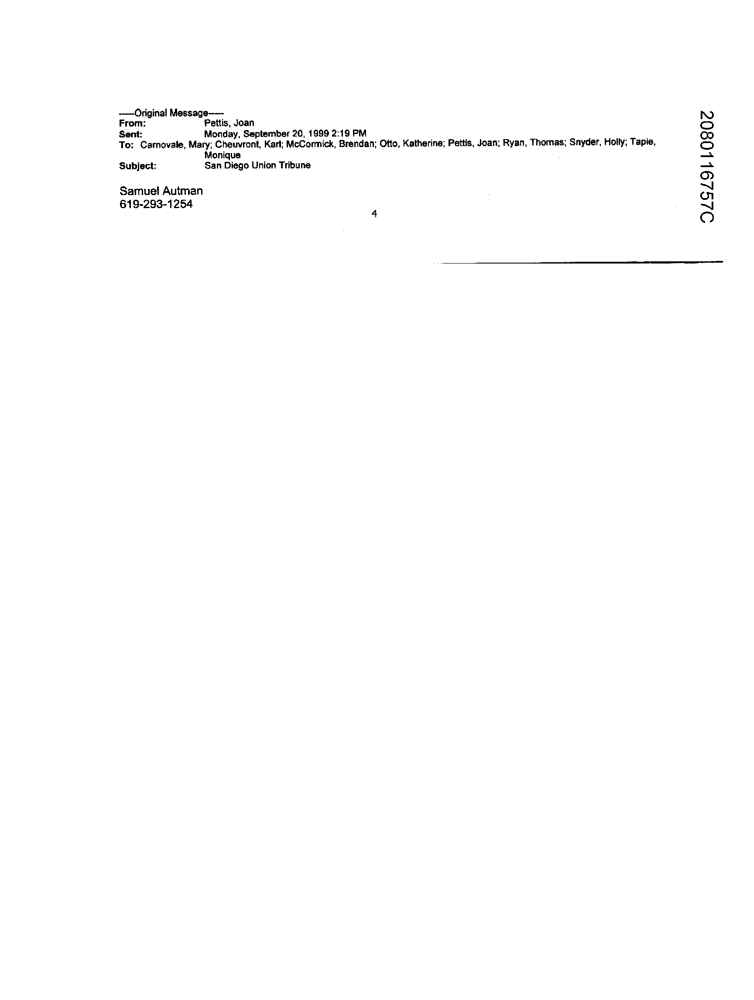 -----Original Message-----
From: Pettis, Joan
Sent: Monday, September 20, 1999 2:19 PM
To: Carnovale, Mary; Cheuvront, Karl; McCormick, Brendan; Otto, Katherine; Pettis, Joan; Ryan, Thomas; Snyder, Holly; Tapie,
Monique
Subject: San Diego Union Tribune
Samuel Autman
619-293-1254
4
2080116757C